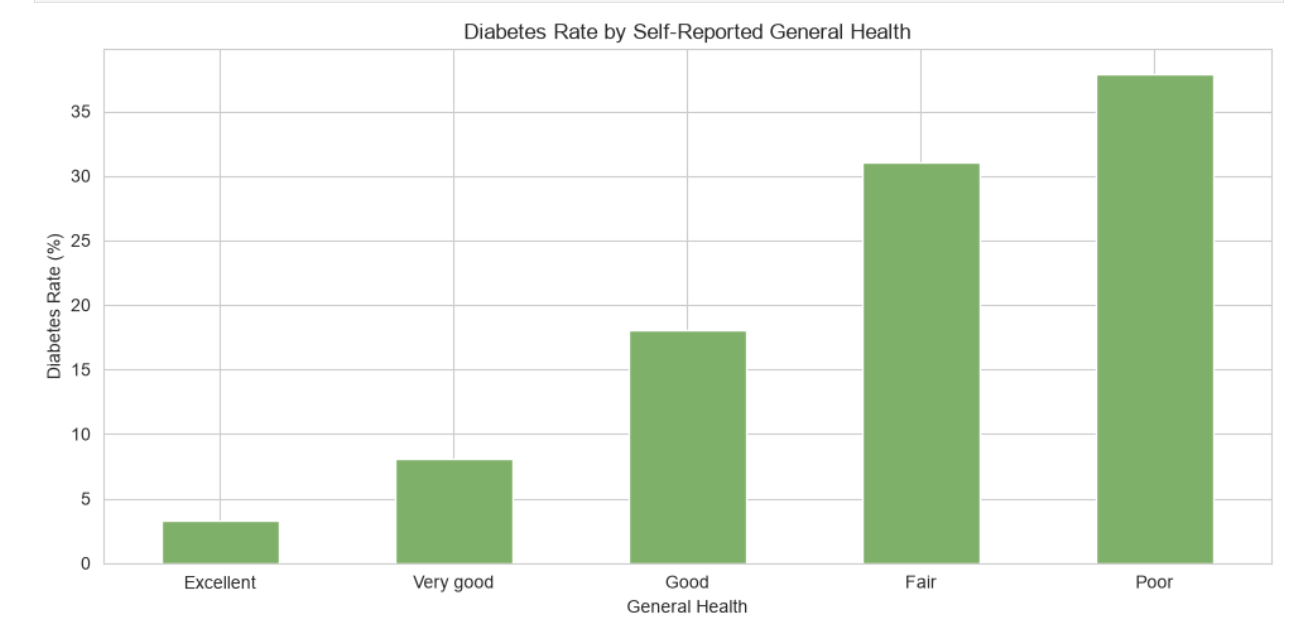 Diabetes Rate by Self-Reported General Health
Diabetes Rate (%)
35
30
25
20
15
10
5
0
Excellent Very good Good Fair Poor
General Health